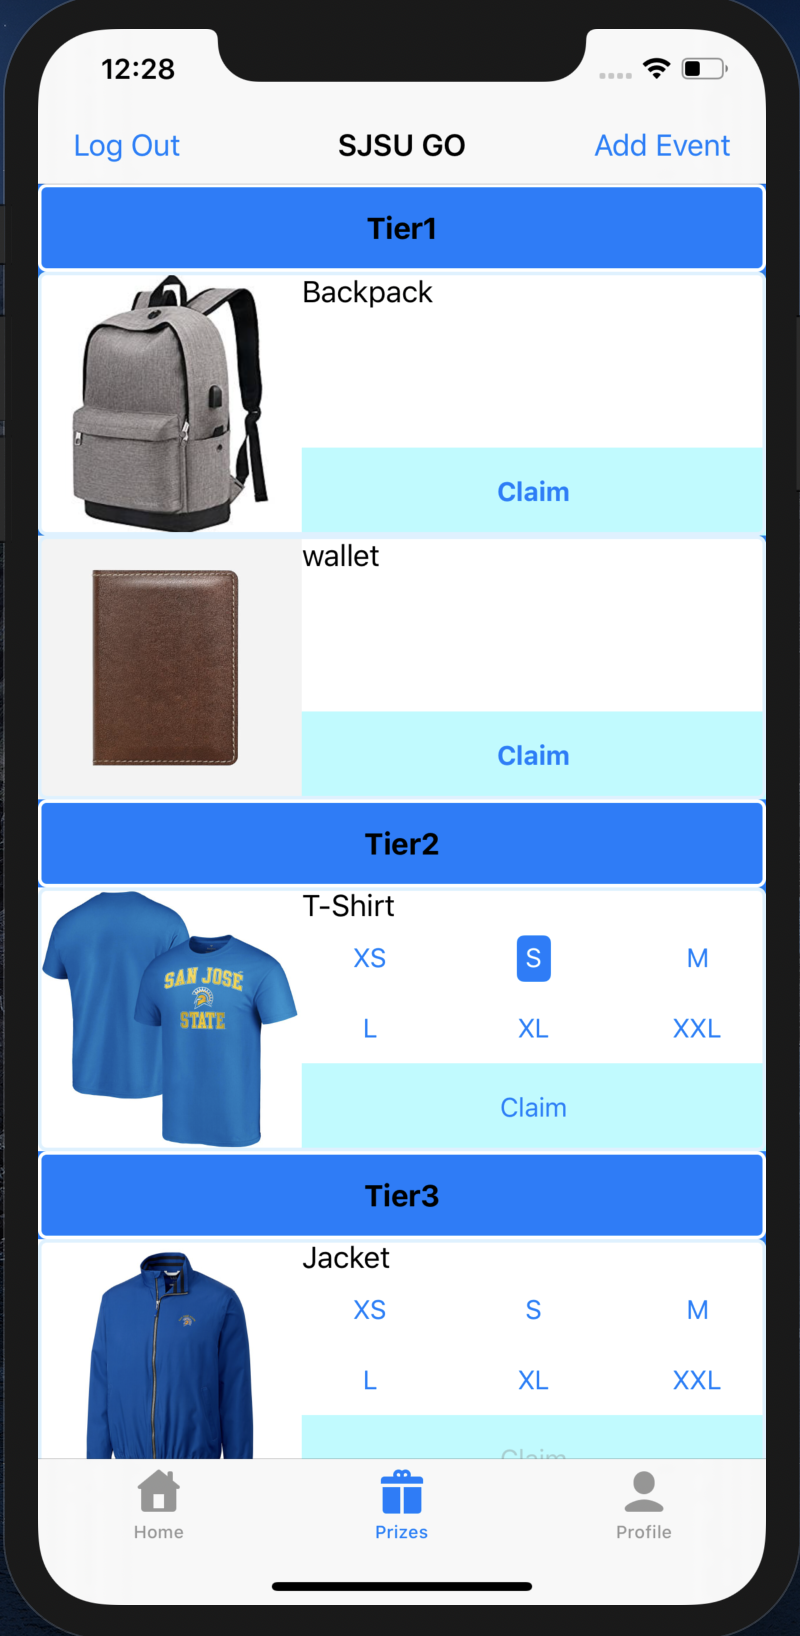 12:28
Log Out SJSU GO Add Event
Tier1
Backpack
Claim
wallet
Claim
Tier2
T-Shirt
XS S M
L XL XXL
SAN JOSÉ
STATE
Claim
Tier3
Jacket
XS S M
L XL XXL
Claim
Home Prizes Profile